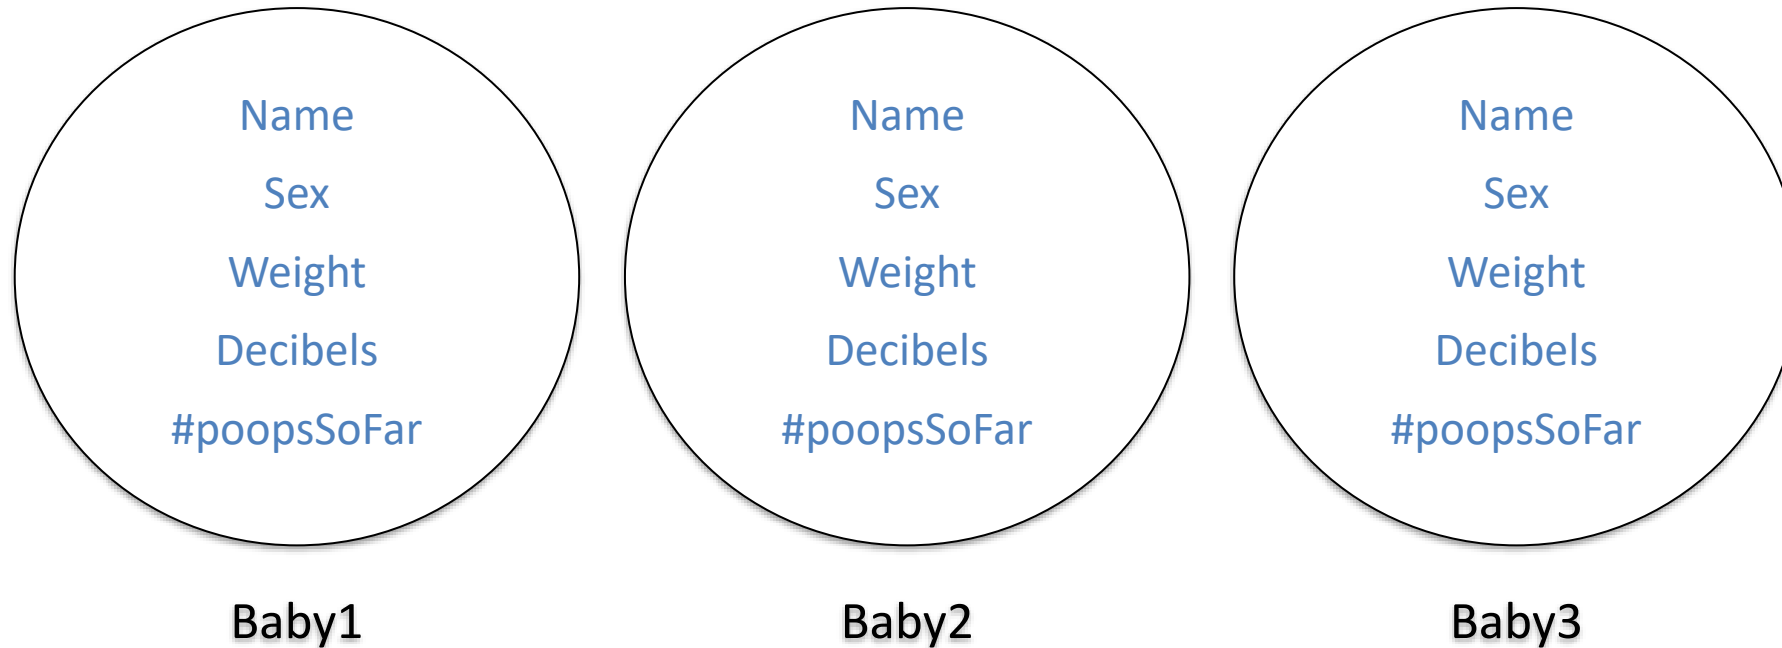 Name
Sex
Weight
Decibels
#poopsSoFar
Baby1
Name
Sex
Weight
Decibels
#poopsSoFar
Baby2
Name
Sex
Weight
Decibels
#poopsSoFar
Baby3